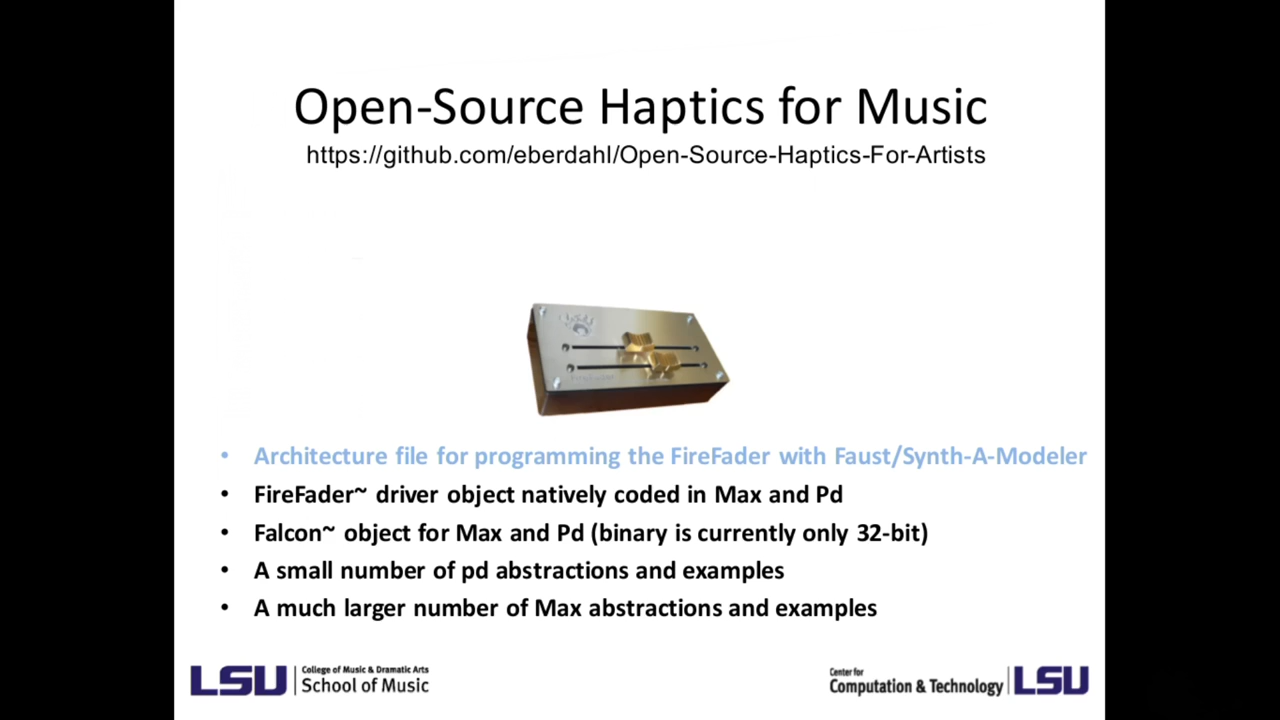 Open-Source Haptics for Music
https://github.com/eberdahl/Open-Source-Haptics-For-Artists
• Architecture file for programming the FireFader with Faust/Synth-A-Modeler
• FireFader~ driver object natively coded in Max and Pd
• Falcon~ object for Max and Pd (binary is currently only 32-bit)
• A small number of pd abstractions and examples
• A much larger number of Max abstractions and examples
LSU
College of Music & Dramatic Arts
School of Music
Center for
Computation & Technology
LSU